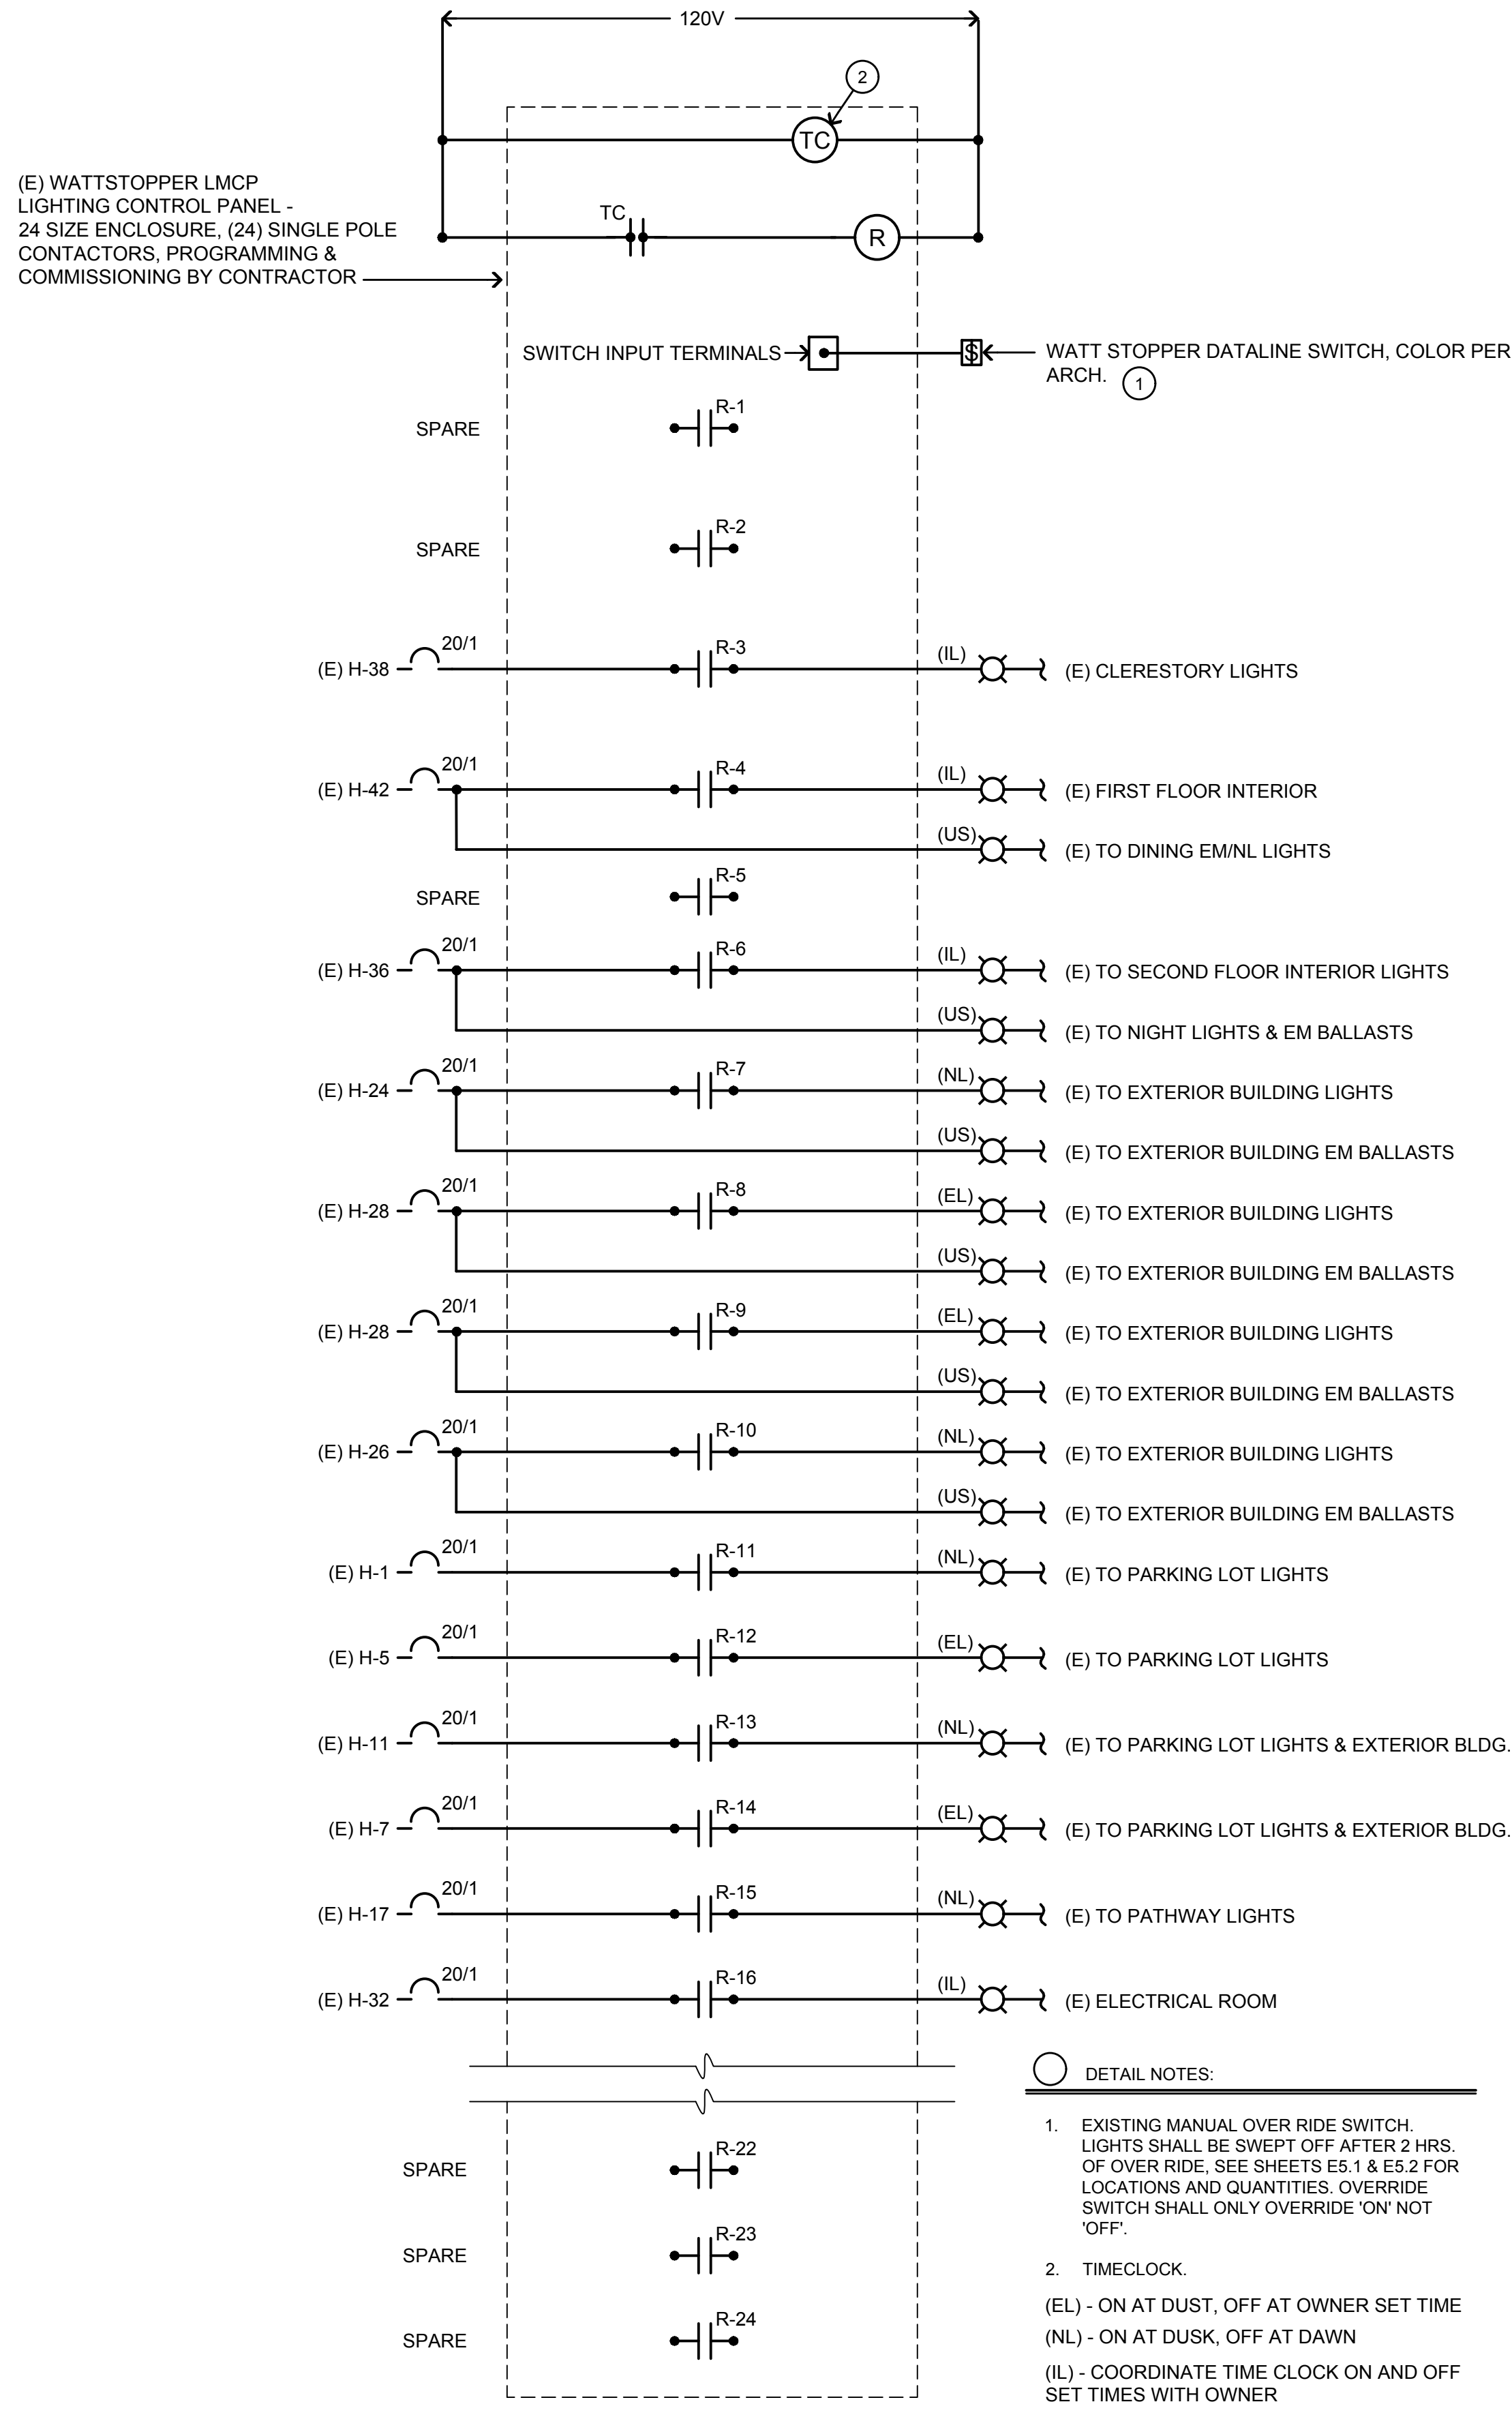 120V
2
TC
(E) WATTSTOPPER LMCP
LIGHTING CONTROL PANEL -
24 SIZE ENCLOSURE, (24) SINGLE POLE
CONTACTORS, PROGRAMMING &
COMMISSIONING BY CONTRACTOR
TC
R
SWITCH INPUT TERMINALS
$
WATT STOPPER DATALINE SWITCH, COLOR PER
ARCH.
1
SPARE
R-1
SPARE
R-2
(E) H-38
20/1
R-3
(IL)
(E) CLERESTORY LIGHTS
(E) H-42
20/1
R-4
(IL)
(E) FIRST FLOOR INTERIOR
(US)
(E) TO DINING EM/NL LIGHTS
SPARE
R-5
(E) H-36
20/1
R-6
(IL)
(E) TO SECOND FLOOR INTERIOR LIGHTS
(US)
(E) TO NIGHT LIGHTS & EM BALLASTS
(E) H-24
20/1
R-7
(NL)
(E) TO EXTERIOR BUILDING LIGHTS
(US)
(E) TO EXTERIOR BUILDING EM BALLASTS
(E) H-28
20/1
R-8
(EL)
(E) TO EXTERIOR BUILDING LIGHTS
(US)
(E) TO EXTERIOR BUILDING EM BALLASTS
(E) H-28
20/1
R-9
(EL)
(E) TO EXTERIOR BUILDING LIGHTS
(US)
(E) TO EXTERIOR BUILDING EM BALLASTS
(E) H-26
20/1
R-10
(NL)
(E) TO EXTERIOR BUILDING LIGHTS
(US)
(E) TO EXTERIOR BUILDING EM BALLASTS
(E) H-1
20/1
R-11
(NL)
(E) TO PARKING LOT LIGHTS
(E) H-5
20/1
R-12
(EL)
(E) TO PARKING LOT LIGHTS
(E) H-11
20/1
R-13
(NL)
(E) TO PARKING LOT LIGHTS & EXTERIOR BLDG.
(E) H-7
20/1
R-14
(EL)
(E) TO PARKING LOT LIGHTS & EXTERIOR BLDG.
(E) H-17
20/1
R-15
(NL)
(E) TO PATHWAY LIGHTS
(E) H-32
20/1
R-16
(IL)
(E) ELECTRICAL ROOM
SPARE
R-22
SPARE
R-23
SPARE
R-24
DETAIL NOTES:
1. EXISTING MANUAL OVER RIDE SWITCH.
LIGHTS SHALL BE SWEPT OFF AFTER 2 HRS.
OF OVER RIDE, SEE SHEETS E5.1 & E5.2 FOR
LOCATIONS AND QUANTITIES. OVERRIDE
SWITCH SHALL ONLY OVERRIDE 'ON' NOT
'OFF'.
2. TIMECLOCK.
(EL) - ON AT DUST, OFF AT OWNER SET TIME
(NL) - ON AT DUSK, OFF AT DAWN
(IL) - COORDINATE TIME CLOCK ON AND OFF
SET TIMES WITH OWNER